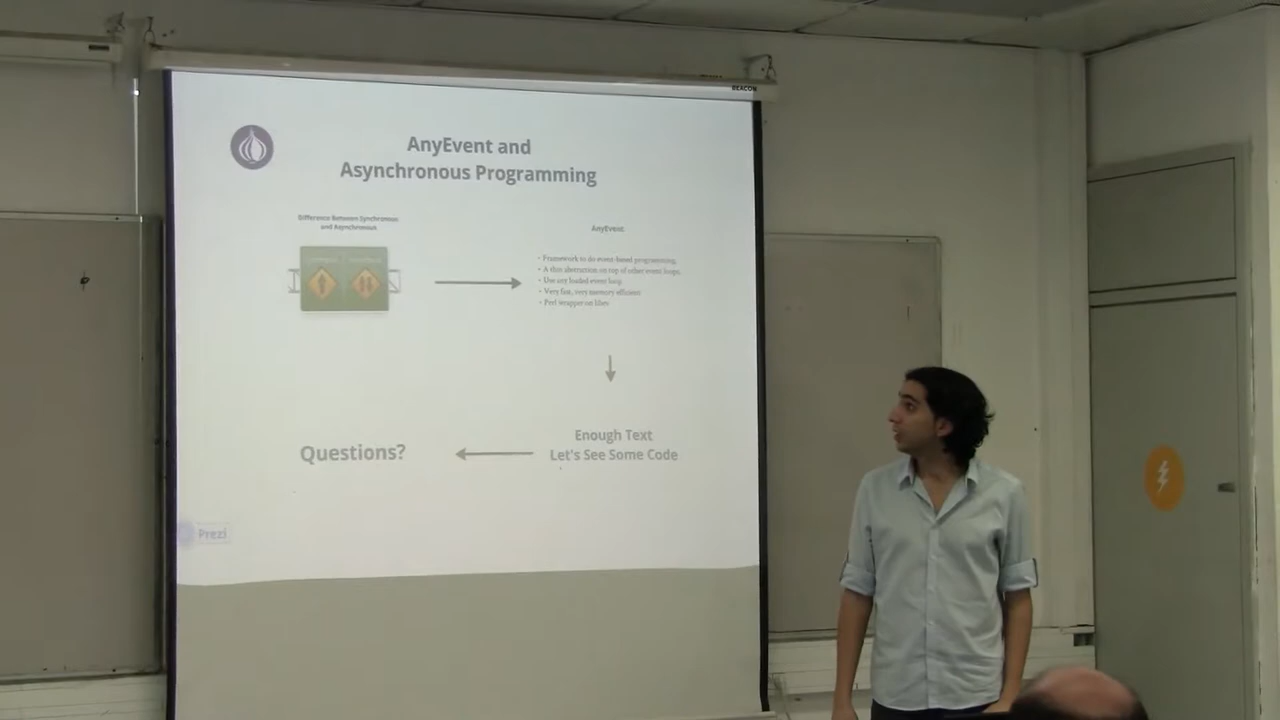 BEACON
AnyEvent and
Asynchronous Programming
Difference Between Synchronous
and Asynchronous
AnyEvent
• Framework to do event-based programming.
• A thin abstraction on top of other event loops.
• Use any loaded event loop
• Very fast, very memory efficient
• Perl wrapper on libev
Enough Text
Let's See Some Code
Questions?
Prezi